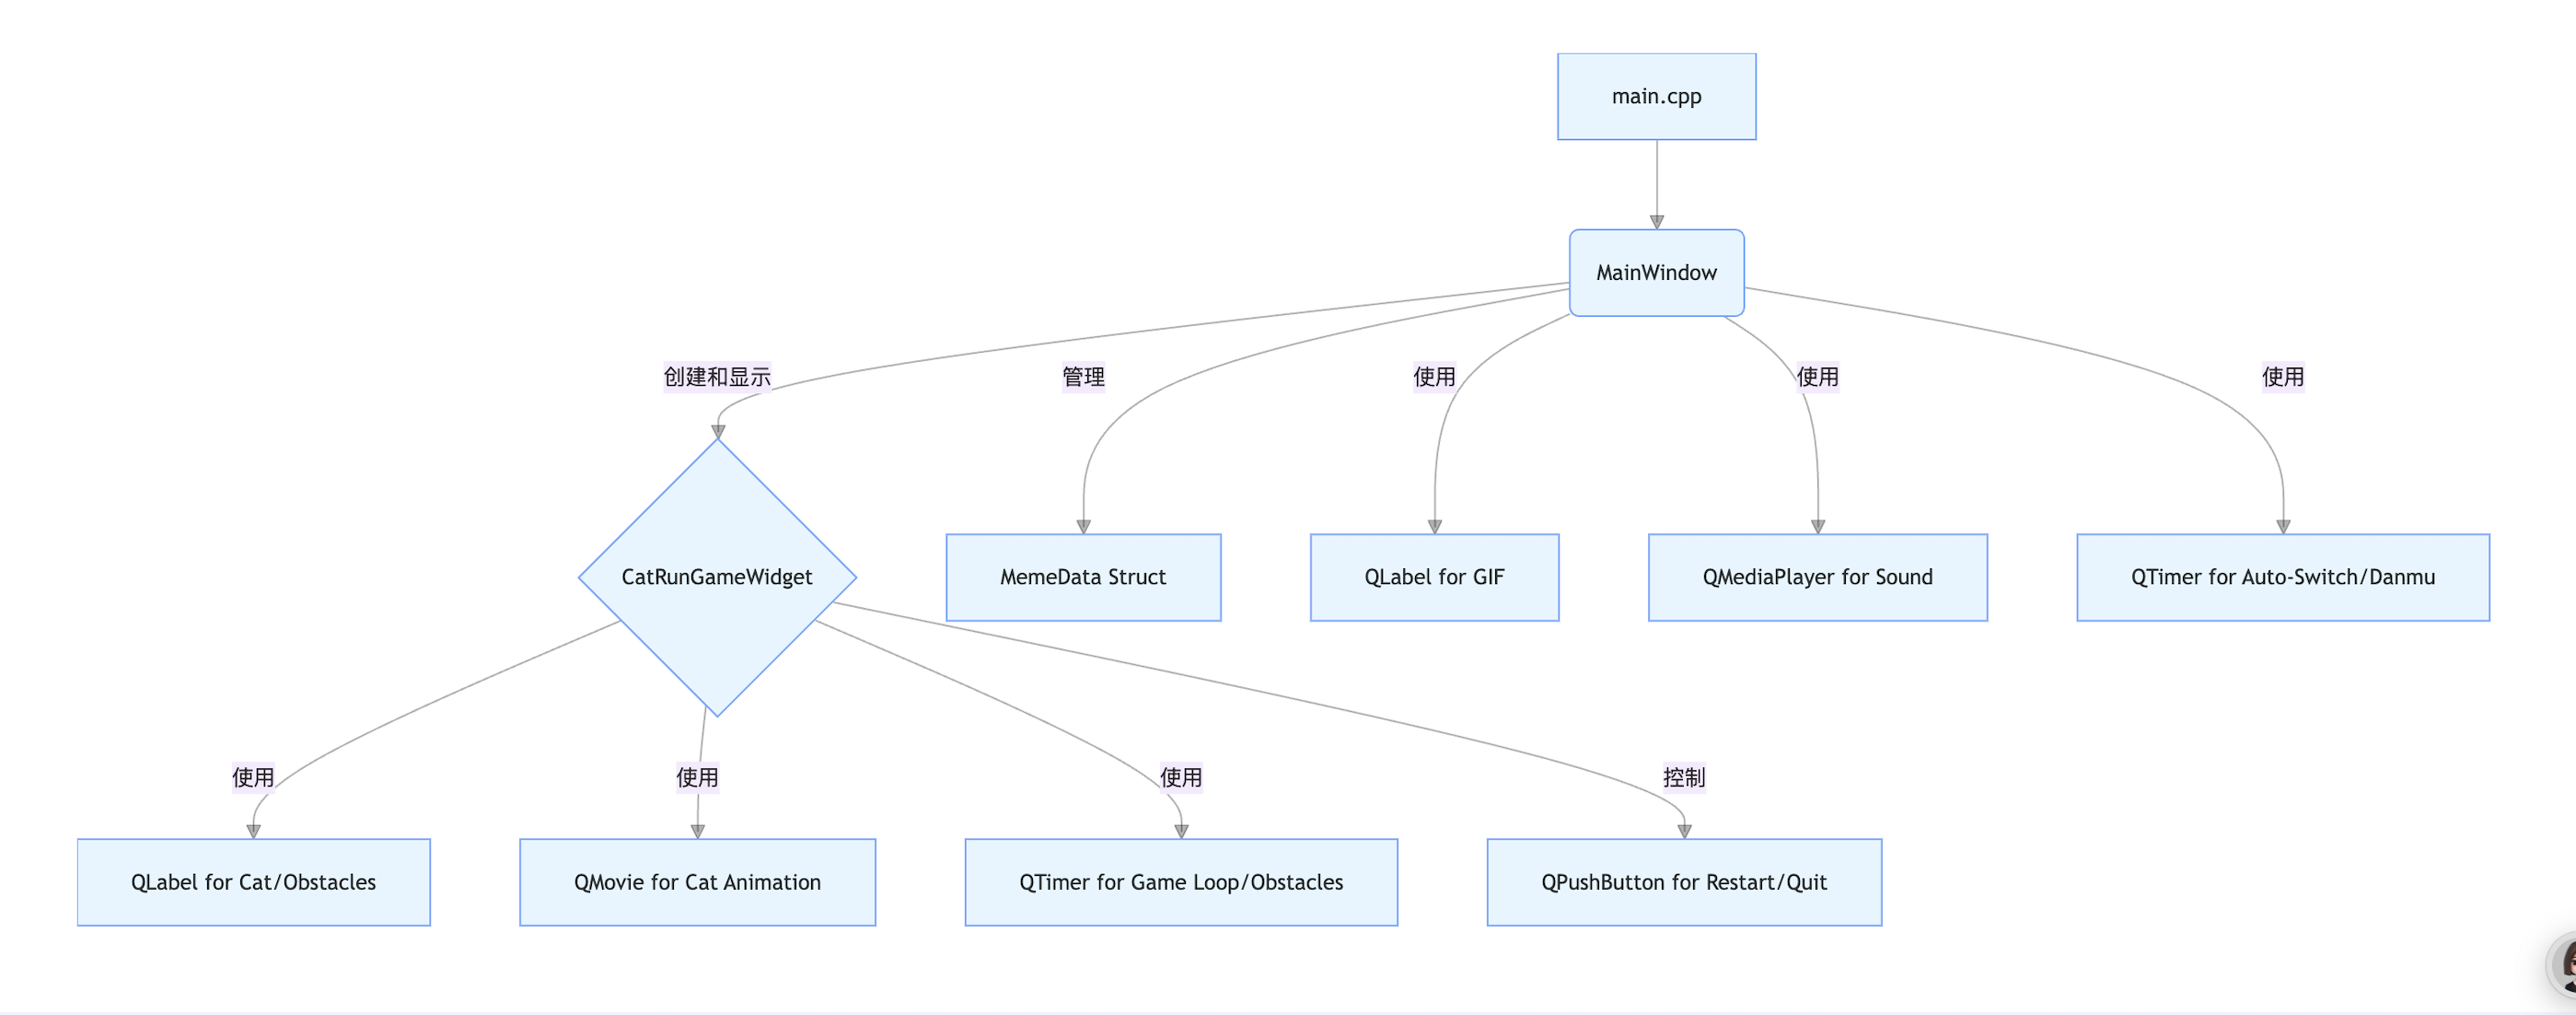 main.cpp
MainWindow
创建和显示
管理
使用
使用
使用
CatRunGameWidget
MemeData Struct
QLabel for GIF
QMediaPlayer for Sound
QTimer for Auto-Switch/Danmu
使用
使用
使用
控制
QLabel for Cat/Obstacles
QMovie for Cat Animation
QTimer for Game Loop/Obstacles
QPushButton for Restart/Quit